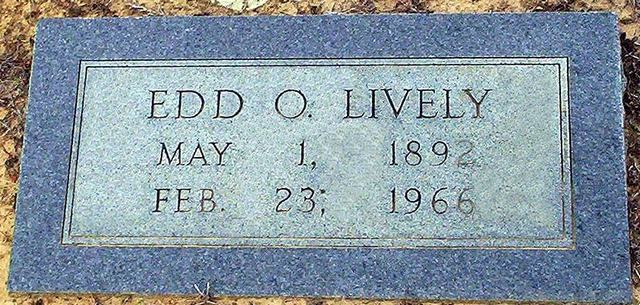 EDD O. LIVELY
MAY 1, 1892
FEB. 23, 1966